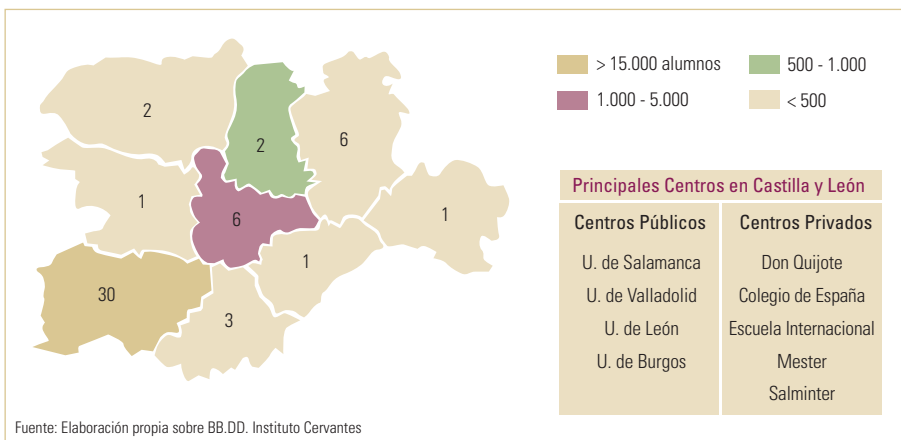 2
2
6
1
6
1
1
30
3
> 15.000 alumnos
500 - 1.000
1.000 - 5.000
< 500
Principales Centros en Castilla y León
Centros Públicos
U. de Salamanca
U. de Valladolid
U. de León
U. de Burgos
Centros Privados
Don Quijote
Colegio de España
Escuela Internacional
Mester
Salminter
Fuente: Elaboración propia sobre BB.DD. Instituto Cervantes